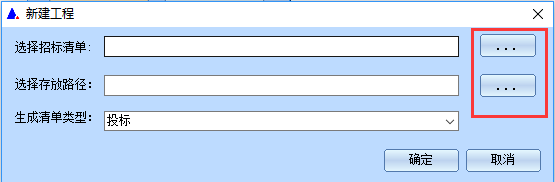 新建工程
选择招标清单: ...
选择存放路径: ...
生成清单类型: 投标
确定 取消